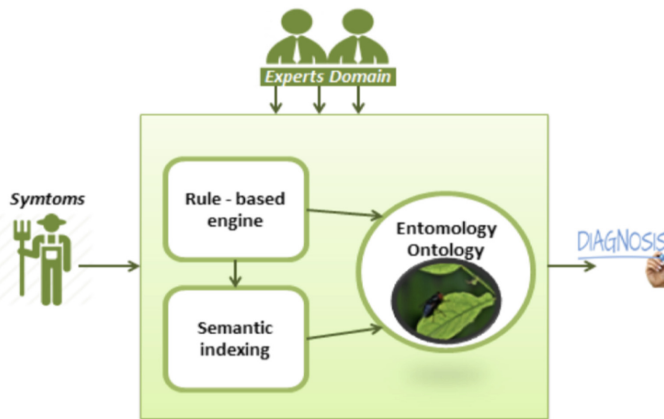 Experts Domain
Symtoms
Rule - based
engine
Entomology
Ontology
DIAGNOSIS
Semantic
indexing